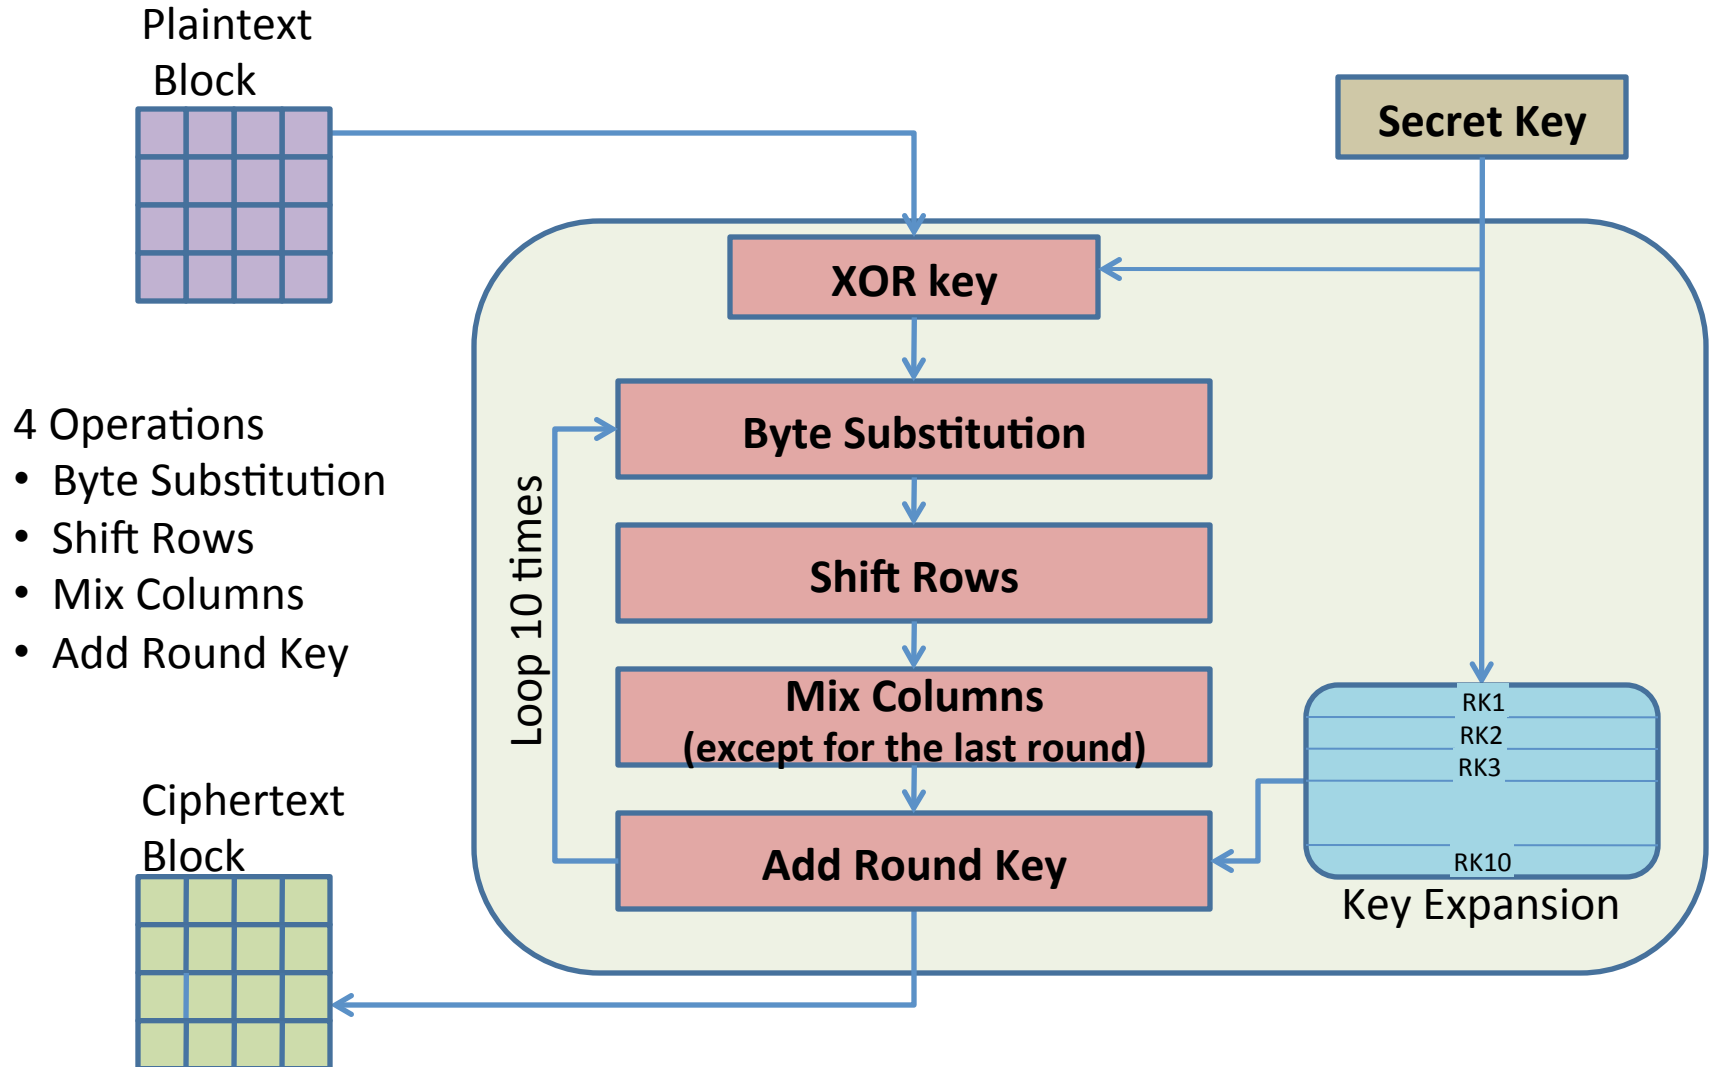 Plaintext
Block
Secret Key
XOR key
4 Operations
• Byte Substitution
• Shift Rows
• Mix Columns
• Add Round Key
Loop 10 times
Byte Substitution
Shift Rows
Mix Columns
(except for the last round)
Add Round Key
RK1
RK2
RK3
RK10
Key Expansion
Ciphertext
Block